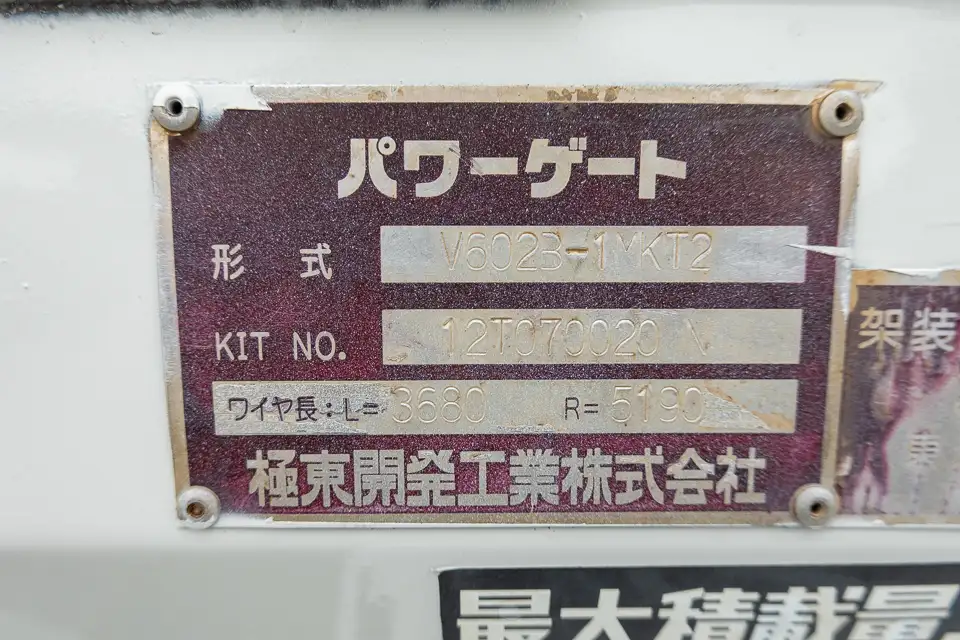 パワーゲート
形式 V602B-1MKT2
KIT NO. 12T070020 N
ワイヤ長:L= 3680 R= 5190
極東開発工業株式会社
架装
東
最大積載量